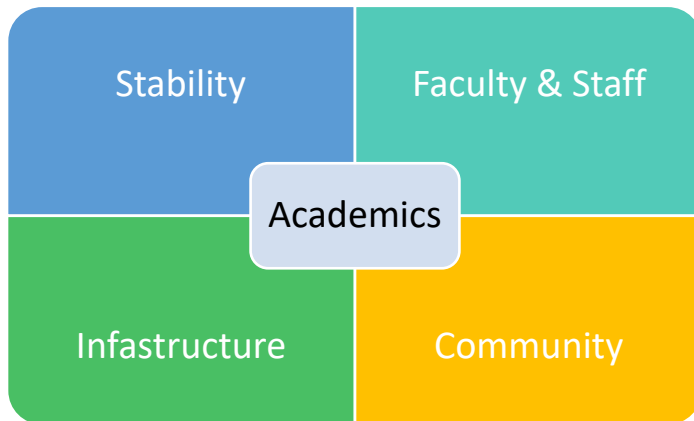 Stability
Faculty & Staff
Academics
Infastructure
Community